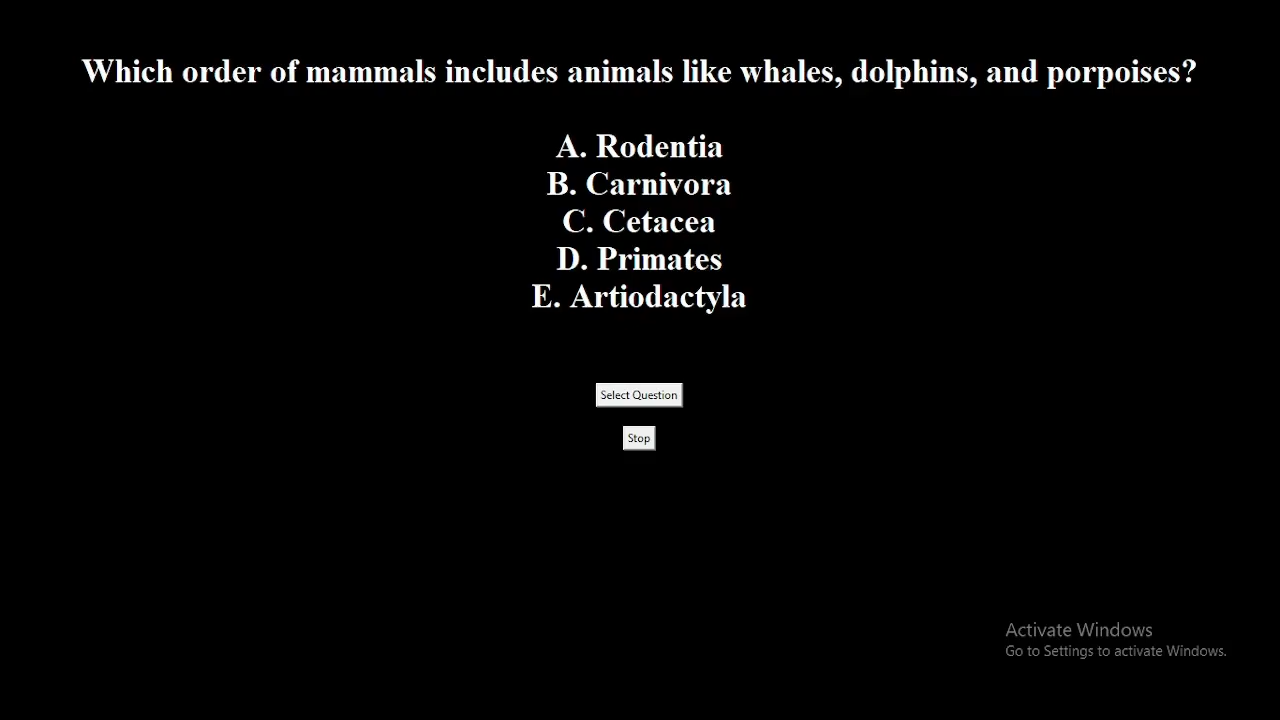 Which order of mammals includes animals like whales, dolphins, and porpoises?
A. Rodentia
B. Carnivora
C. Cetacea
D. Primates
E. Artiodactyla
Select Question
Stop
Activate Windows
Go to Settings to activate Windows.